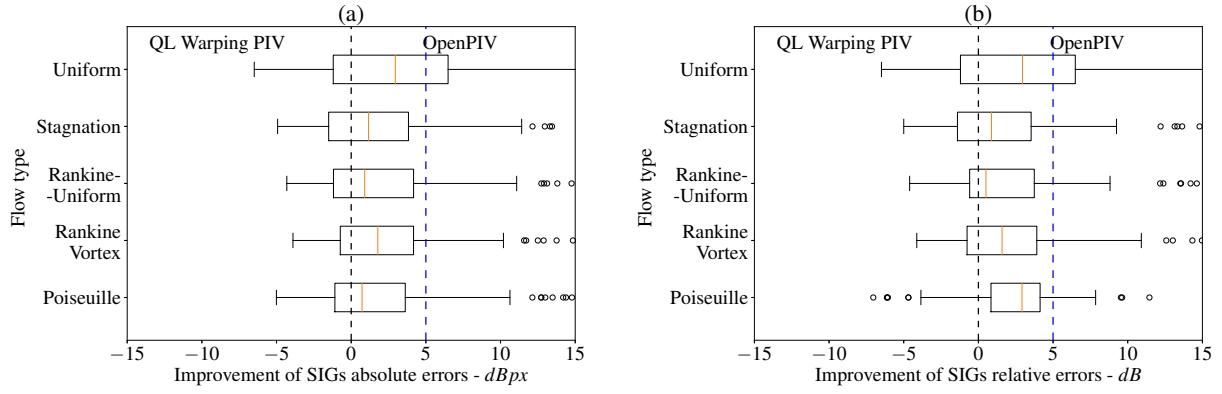 (a)
QL Warping PIV
OpenPIV
Uniform
Stagnation
Rankine-
-Uniform
Rankine
Vortex
Poiseuille
Flow type
−15
−10
−5
0
5
10
15
Improvement of SIGs absolute errors - dBpx
(b)
QL Warping PIV
OpenPIV
Uniform
Stagnation
Rankine-
-Uniform
Rankine
Vortex
Poiseuille
Flow type
−15
−10
−5
0
5
10
15
Improvement of SIGs relative errors - dB